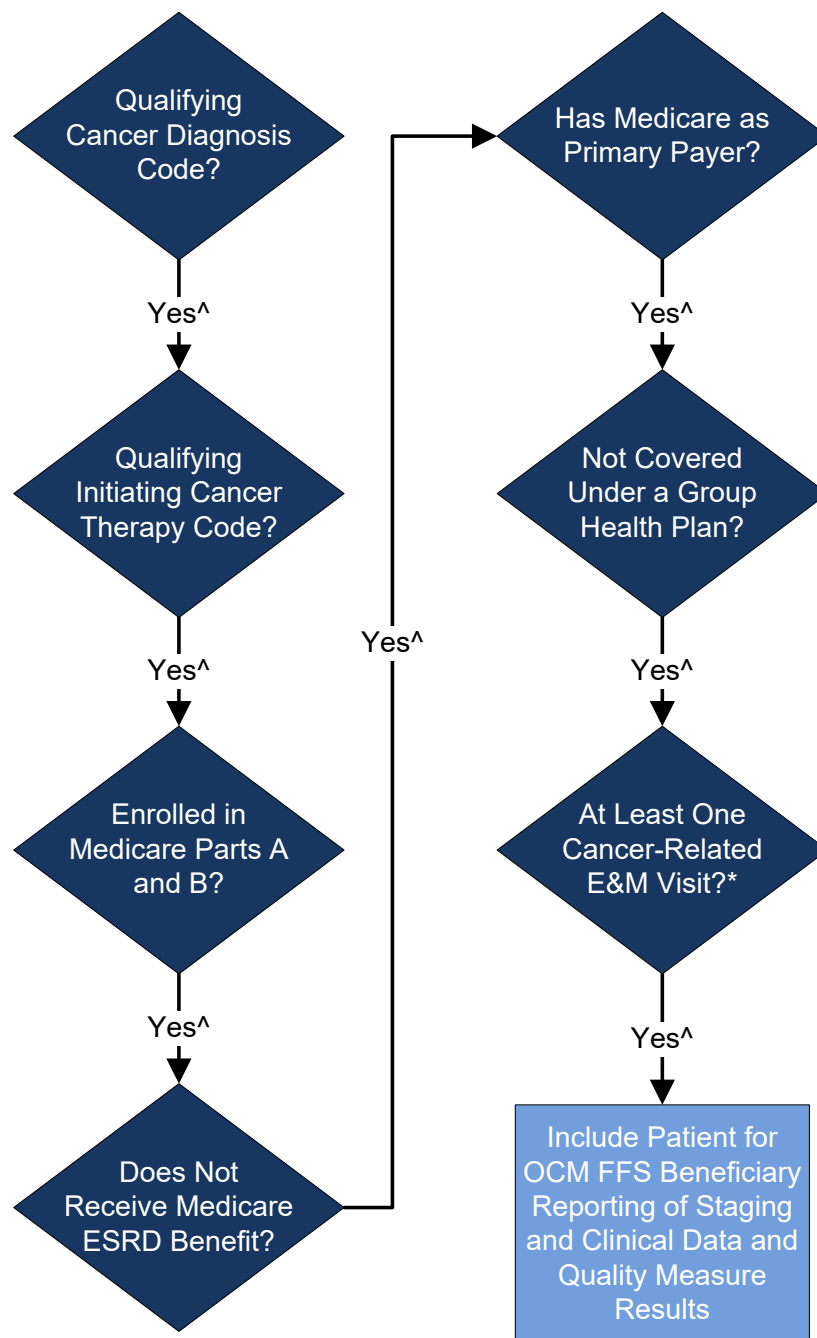 Qualifying
Cancer Diagnosis
Code?
Yes^
Qualifying
Initiating Cancer
Therapy Code?
Yes^
Enrolled in
Medicare Parts A
and B?
Yes^
Does Not
Receive Medicare
ESRD Benefit?
Yes^
Has Medicare as
Primary Payer?
Yes^
Not Covered
Under a Group
Health Plan?
Yes^
At Least One
Cancer-Related
E&M Visit?*
Yes^
Include Patient for
OCM FFS Beneficiary
Reporting of Staging
and Clinical Data and
Quality Measure
Results